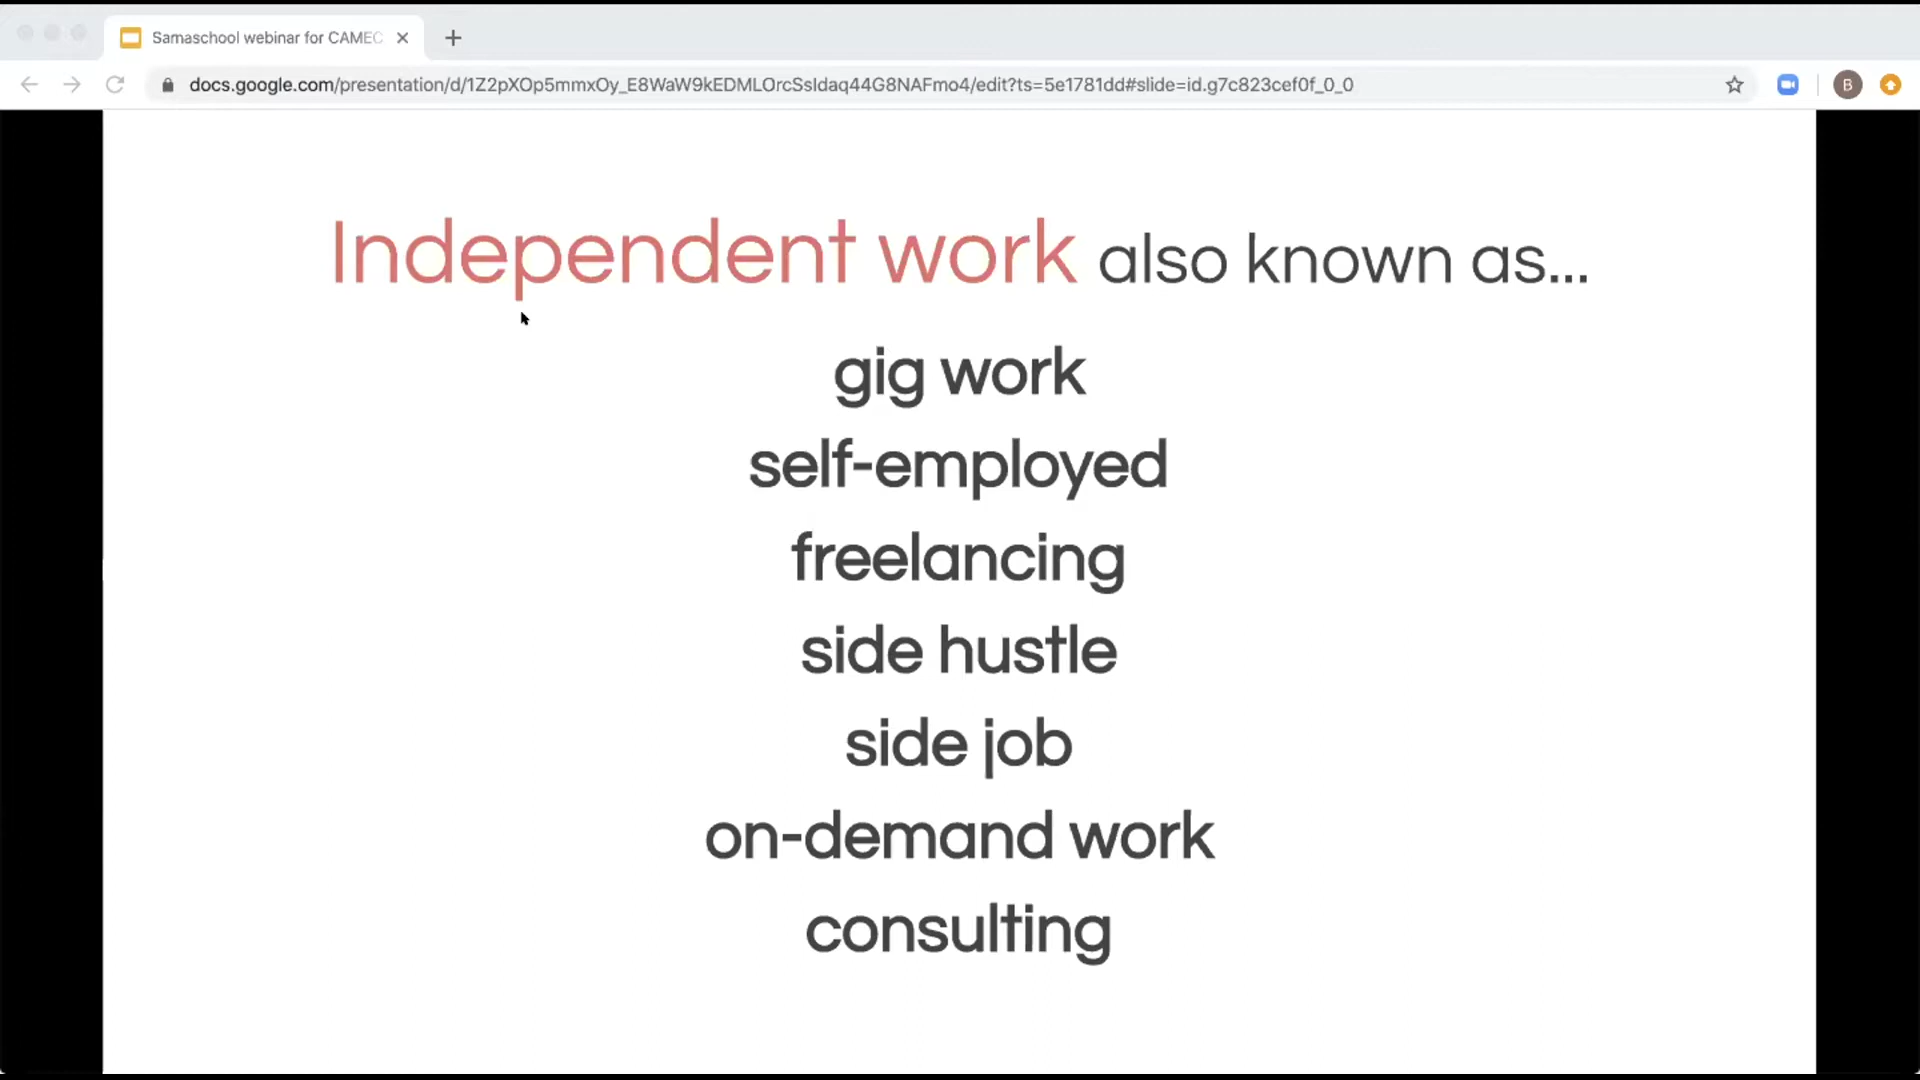 Samaschool webinar for CAMEC
docs.google.com/presentation/d/1Z2pXOp5mmxOy_E8WaW9kEDMLOrcSsIdaq44G8NAFmo4/edit?ts=5e1781dd#slide=id.g7c823cef0f_0_0
B
Independent work also known as...
gig work
self-employed
freelancing
side hustle
side job
on-demand work
consulting